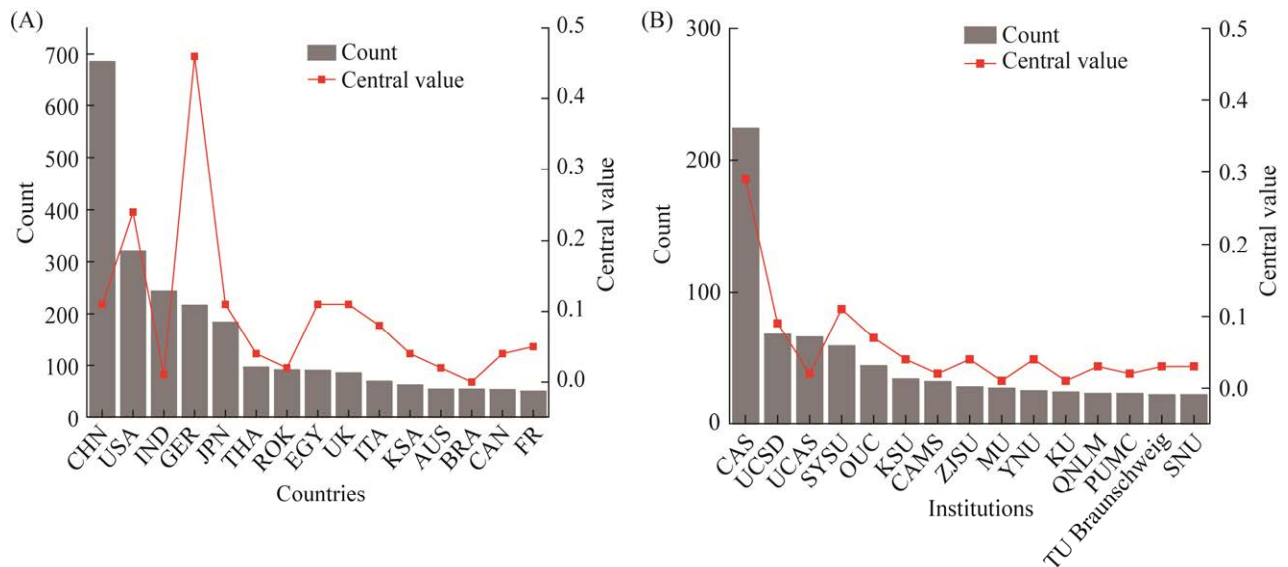 (A)
Count
Central value
700
600
500
400
300
200
100
0
Count
0.5
0.4
0.3
0.2
0.1
0.0
Central value
CHN
USA
IND
GER
JPN
THA
ROK
EGY
UK
ITA
KSA
AUS
BRA
CAN
FR
Countries
(B)
Count
Central value
300
200
100
0
Count
0.5
0.4
0.3
0.2
0.1
0.0
Central value
CAS
UCSD
UCAS
SYSU
OUC
KSU
CAMS
ZJSU
MU
YNU
KU
QNLM
PUMC
TU Braunschweig
SNU
Institutions